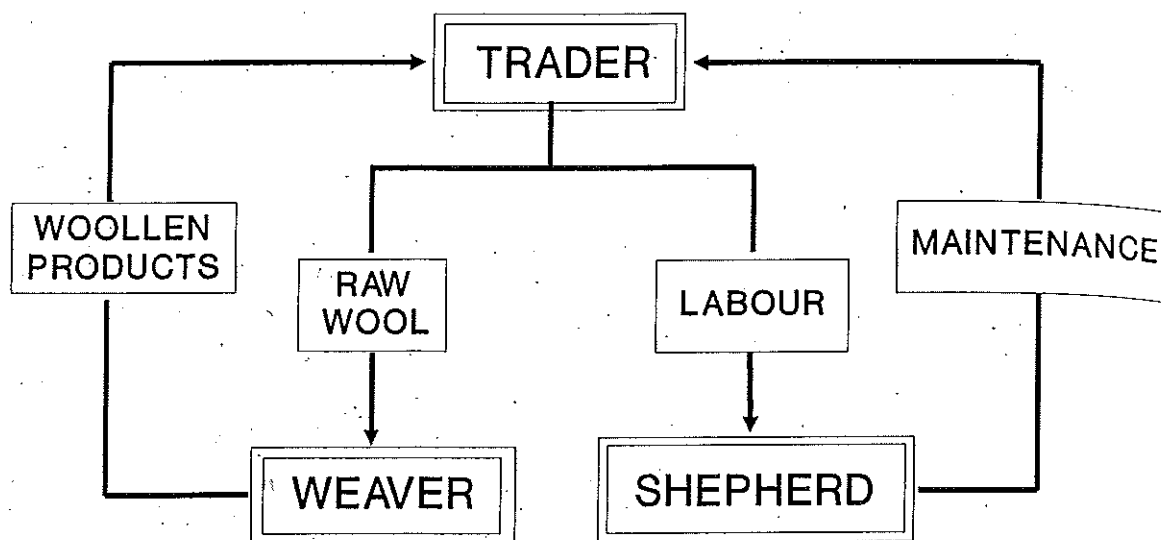 TRADER
WOOLLEN
PRODUCTS
RAW
WOOL
LABOUR
MAINTENANCE
WEAVER
SHEPHERD